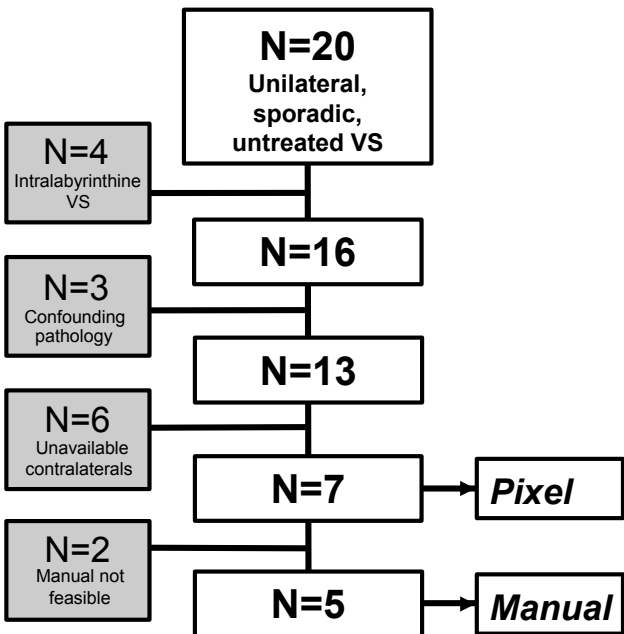 N=20
Unilateral,
sporadic,
untreated VS
N=4
Intralabyrinthine
VS
N=16
N=3
Confounding
pathology
N=13
N=6
Unavailable
contralaterals
N=7
Pixel
N=2
Manual not
feasible
N=5
Manual